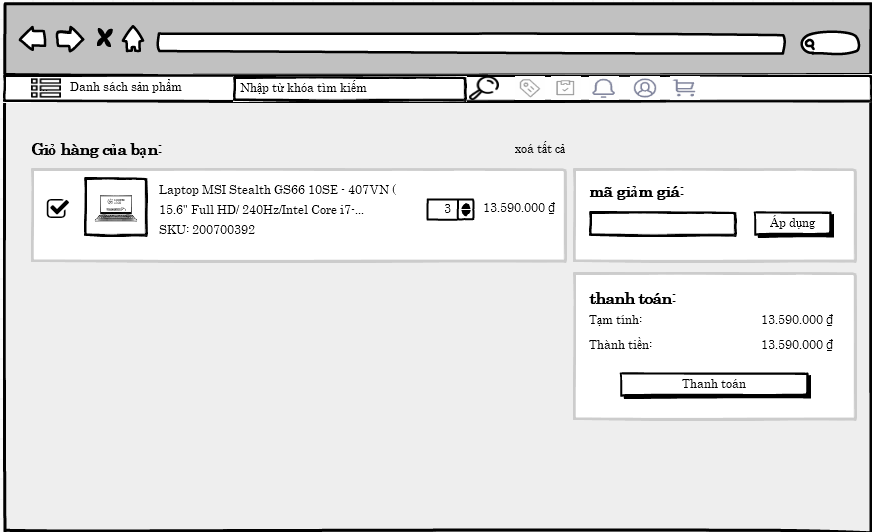 Danh sách sản phẩm
Nhập từ khóa tìm kiếm
Giỏ hàng của bạn:
xoá tất cả
Laptop MSI Stealth GS66 10SE - 407VN (
15.6" Full HD/ 240Hz/Intel Core i7-...
SKU: 200700392
3
13.590.000 ₫
mã giảm giá:
Áp dụng
thanh toán:
Tạm tính:
13.590.000 ₫
Thành tiền:
13.590.000 ₫
Thanh toán